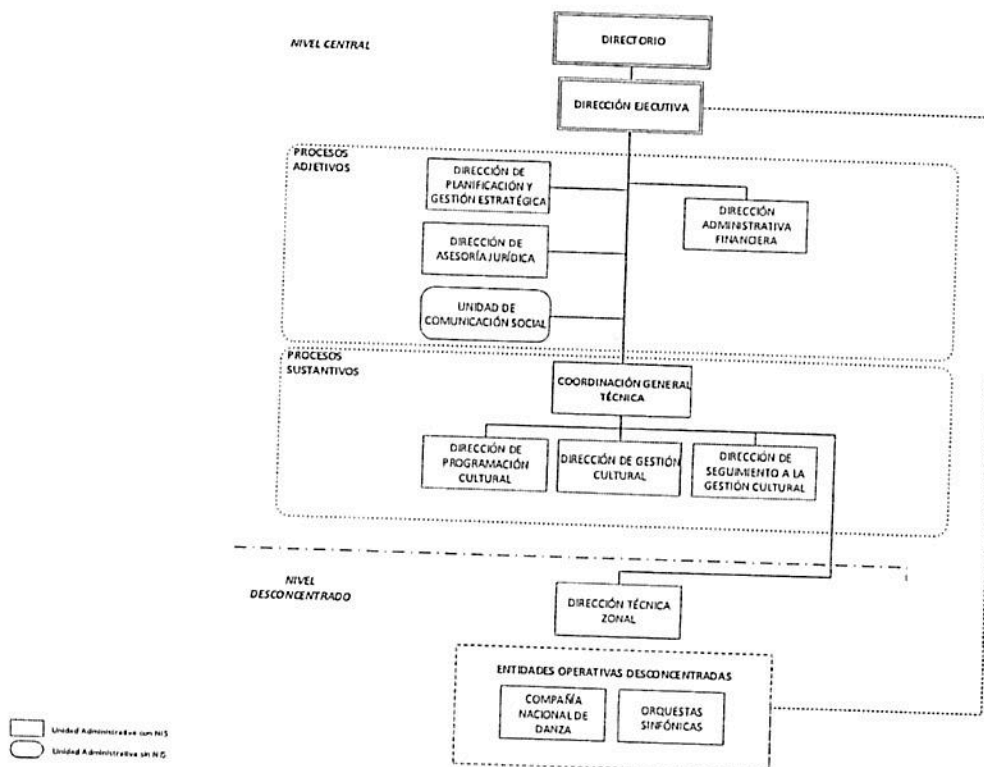 NIVEL CENTRAL
DIRECTORIO
DIRECCIÓN EJECUTIVA
PROCESOS
ADJETIVOS
DIRECCIÓN DE
PLANIFICACIÓN Y
GESTIÓN ESTRATÉGICA
DIRECCIÓN
ADMINISTRATIVA
FINANCIERA
DIRECCIÓN DE
ASESORÍA JURÍDICA
UNIDAD DE
COMUNICACIÓN SOCIAL
PROCESOS
SUSTANTIVOS
COORDINACIÓN GENERAL
TÉCNICA
DIRECCIÓN DE
PROGRAMACIÓN
CULTURAL
DIRECCIÓN DE GESTIÓN
CULTURAL
DIRECCIÓN DE
SEGUIMIENTO A LA
GESTIÓN CULTURAL
NIVEL
DESCONCENTRADO
DIRECCIÓN TÉCNICA
ZONAL
ENTIDADES OPERATIVAS DESCONCENTRADAS
COMPAÑÍA
NACIONAL DE
DANZA
ORQUESTAS
SINFÓNICAS
Unidad Administrativa con NJS
Unidad Administrativa sin NJS